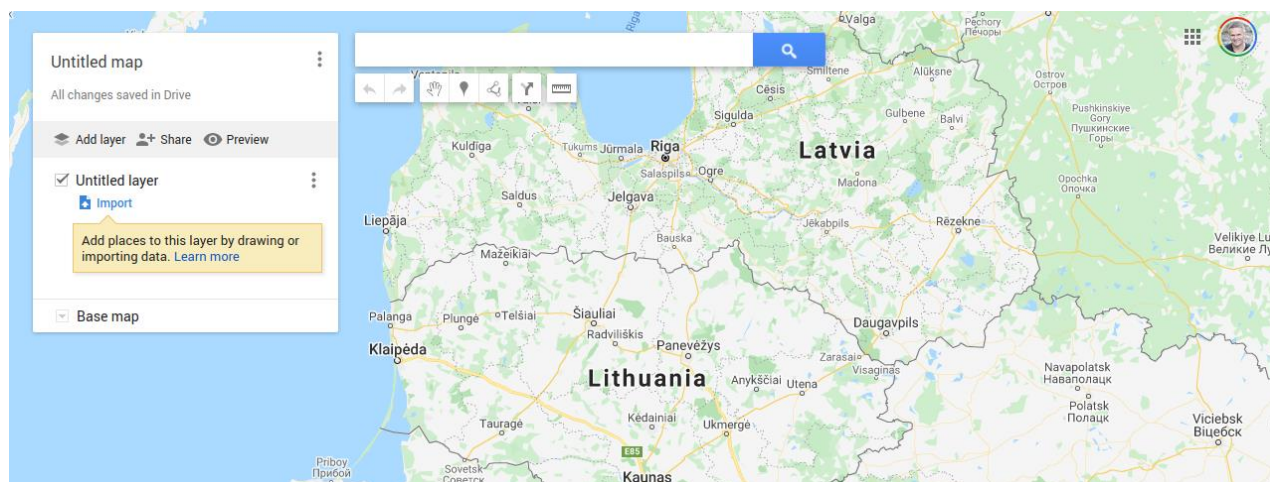 Untitled map
All changes saved in Drive
Add layer Share Preview
Untitled layer
Import
Add places to this layer by drawing or
importing data. Learn more
Base map
Valga
Pechory
Печоры
Smiltene
Alūksne
Ostrov
Остров
Cēsis
Sigulda
Gulbene
Balvi
Pushkinskiye
Gory
Пушкинские
Горы
Kuldīga
Tukums
Jūrmala
Riga
Latvia
Salaspils
Ogre
Madona
Opochka
Опочка
Saldus
Jelgava
Liepāja
Jēkabpils
Rēzekne
Bauska
Velikiye Lu
Великие Лу
Mažeikiai
Palanga
Plungė
Telšiai
Šiauliai
Daugavpils
Radviliškis
Klaipėda
Panevėžys
Zarasai
Visaginas
Navapolatsk
Наваполацк
Lithuania
Anykščiai
Utena
Polatsk
Полацк
Kėdainiai
Tauragė
Ukmergė
Viciebsk
Віцебск
E85
Priboy
Прибой
Sovetsk
Советск
Kaunas